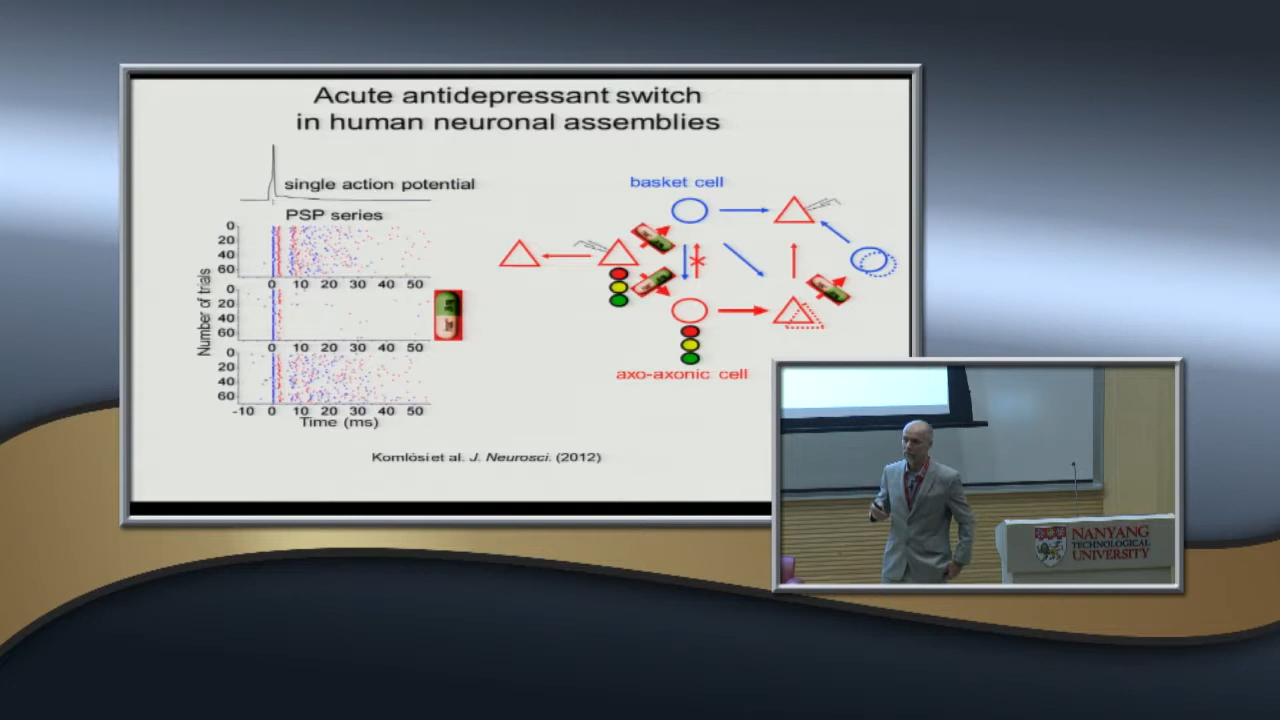 Acute antidepressant switch
in human neuronal assemblies
single action potential
PSP series
Number of trials
0
20
40
60
0 10 20 30 40 50
0
20
40
60
0 10 20 30 40 50
0
20
40
60
-10 0 10 20 30 40 50
Time (ms)
basket cell
axo-axonic cell
Komlósi et al. J. Neurosci. (2012)
NANYANG
TECHNOLOGICAL
UNIVERSITY